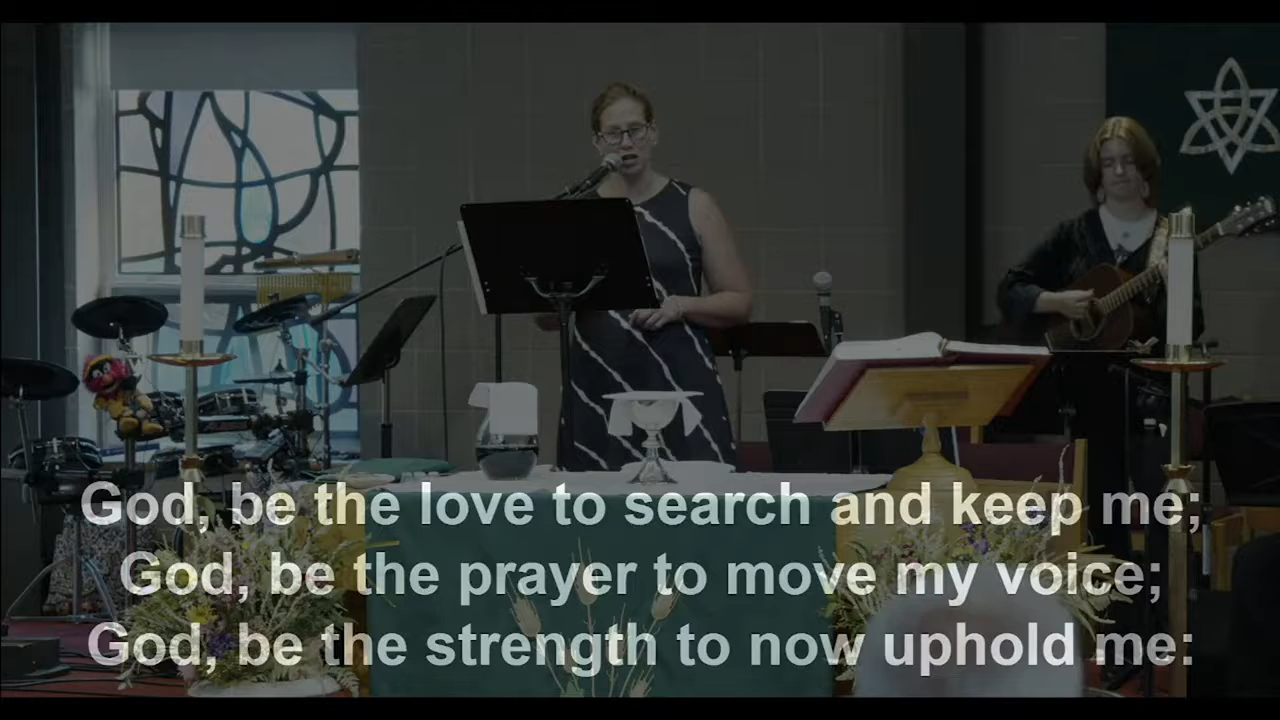 God, be the love to search and keep me;
God, be the prayer to move my voice;
God, be the strength to now uphold me: